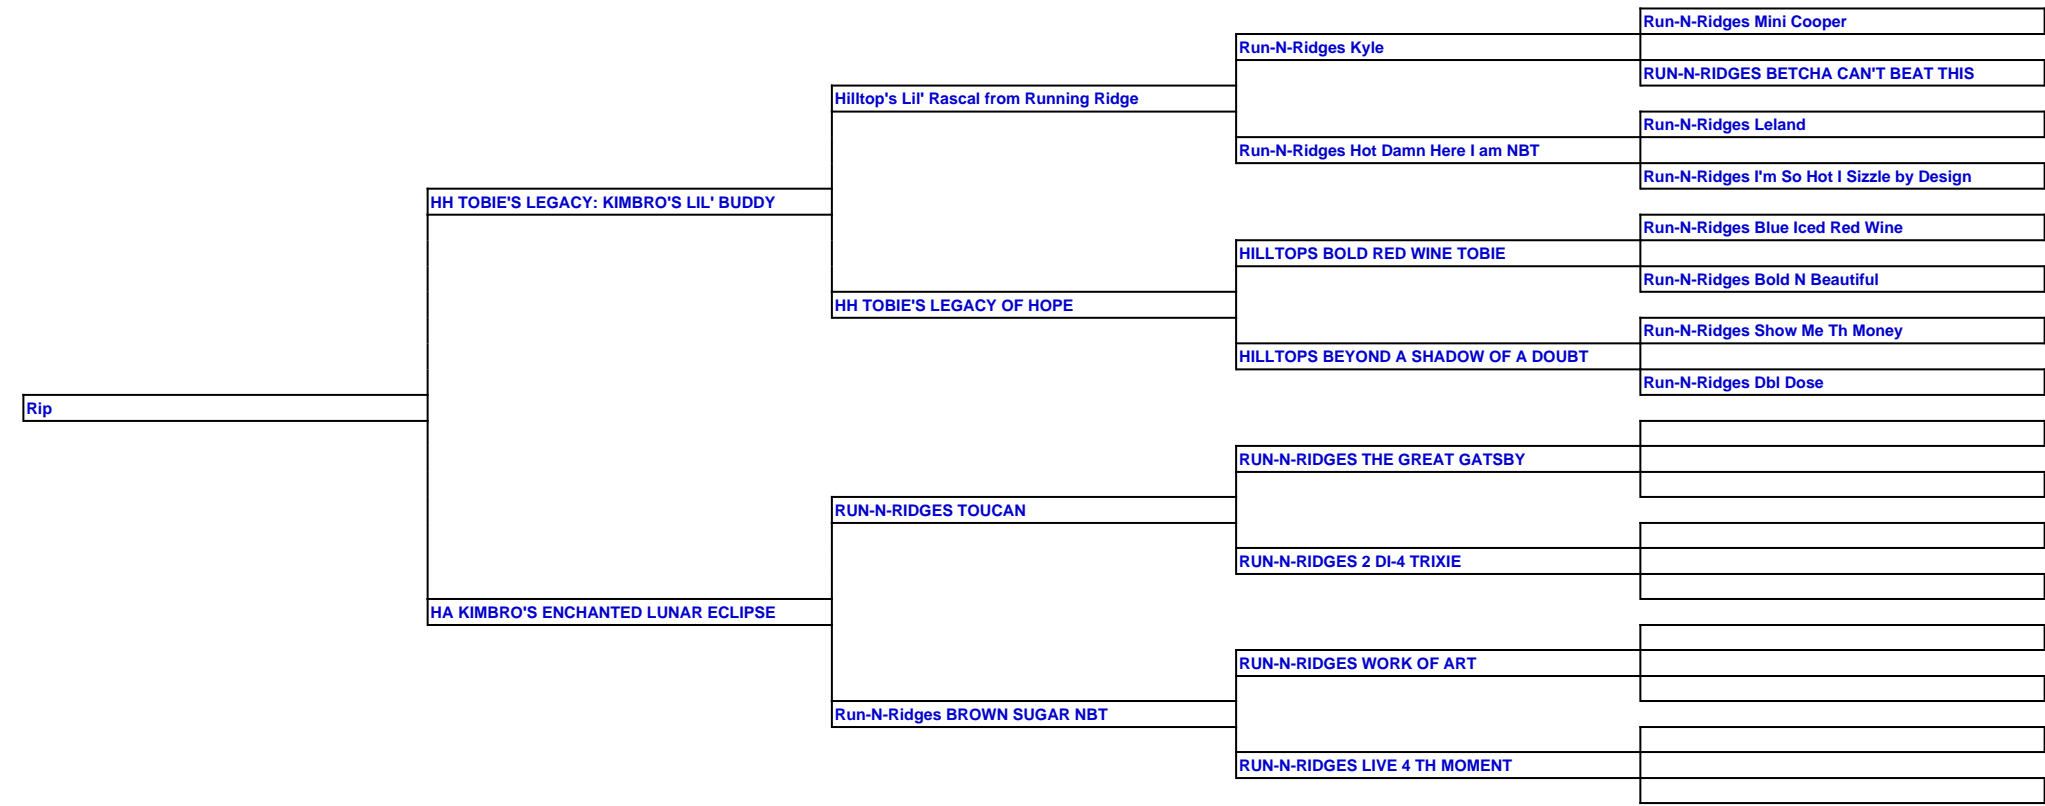 Run-N-Ridges Mini Cooper
Run-N-Ridges Kyle
RUN-N-RIDGES BETCHA CAN'T BEAT THIS
Hilltop's Lil' Rascal from Running Ridge
Run-N-Ridges Leland
Run-N-Ridges Hot Damn Here I am NBT
Run-N-Ridges I'm So Hot I Sizzle by Design
HH TOBIE'S LEGACY: KIMBRO'S LIL' BUDDY
Run-N-Ridges Blue Iced Red Wine
HILLTOPS BOLD RED WINE TOBIE
Run-N-Ridges Bold N Beautiful
HH TOBIE'S LEGACY OF HOPE
Run-N-Ridges Show Me Th Money
HILLTOPS BEYOND A SHADOW OF A DOUBT
Run-N-Ridges Dbl Dose
Rip
RUN-N-RIDGES THE GREAT GATSBY
RUN-N-RIDGES TOUCAN
RUN-N-RIDGES 2 DI-4 TRIXIE
HA KIMBRO'S ENCHANTED LUNAR ECLIPSE
RUN-N-RIDGES WORK OF ART
Run-N-Ridges BROWN SUGAR NBT
RUN-N-RIDGES LIVE 4 TH MOMENT